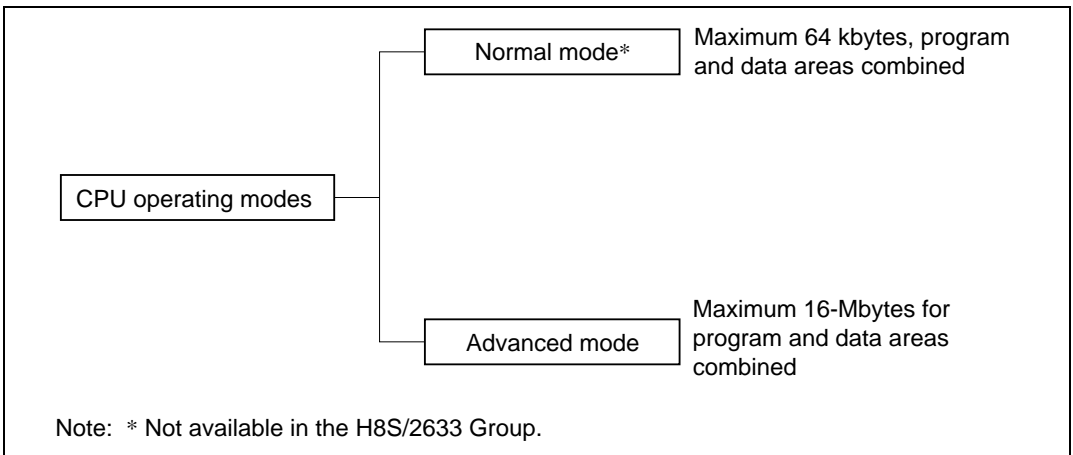 Normal mode*
Maximum 64 kbytes, program
and data areas combined
CPU operating modes
Advanced mode
Maximum 16-Mbytes for
program and data areas
combined
Note: * Not available in the H8S/2633 Group.